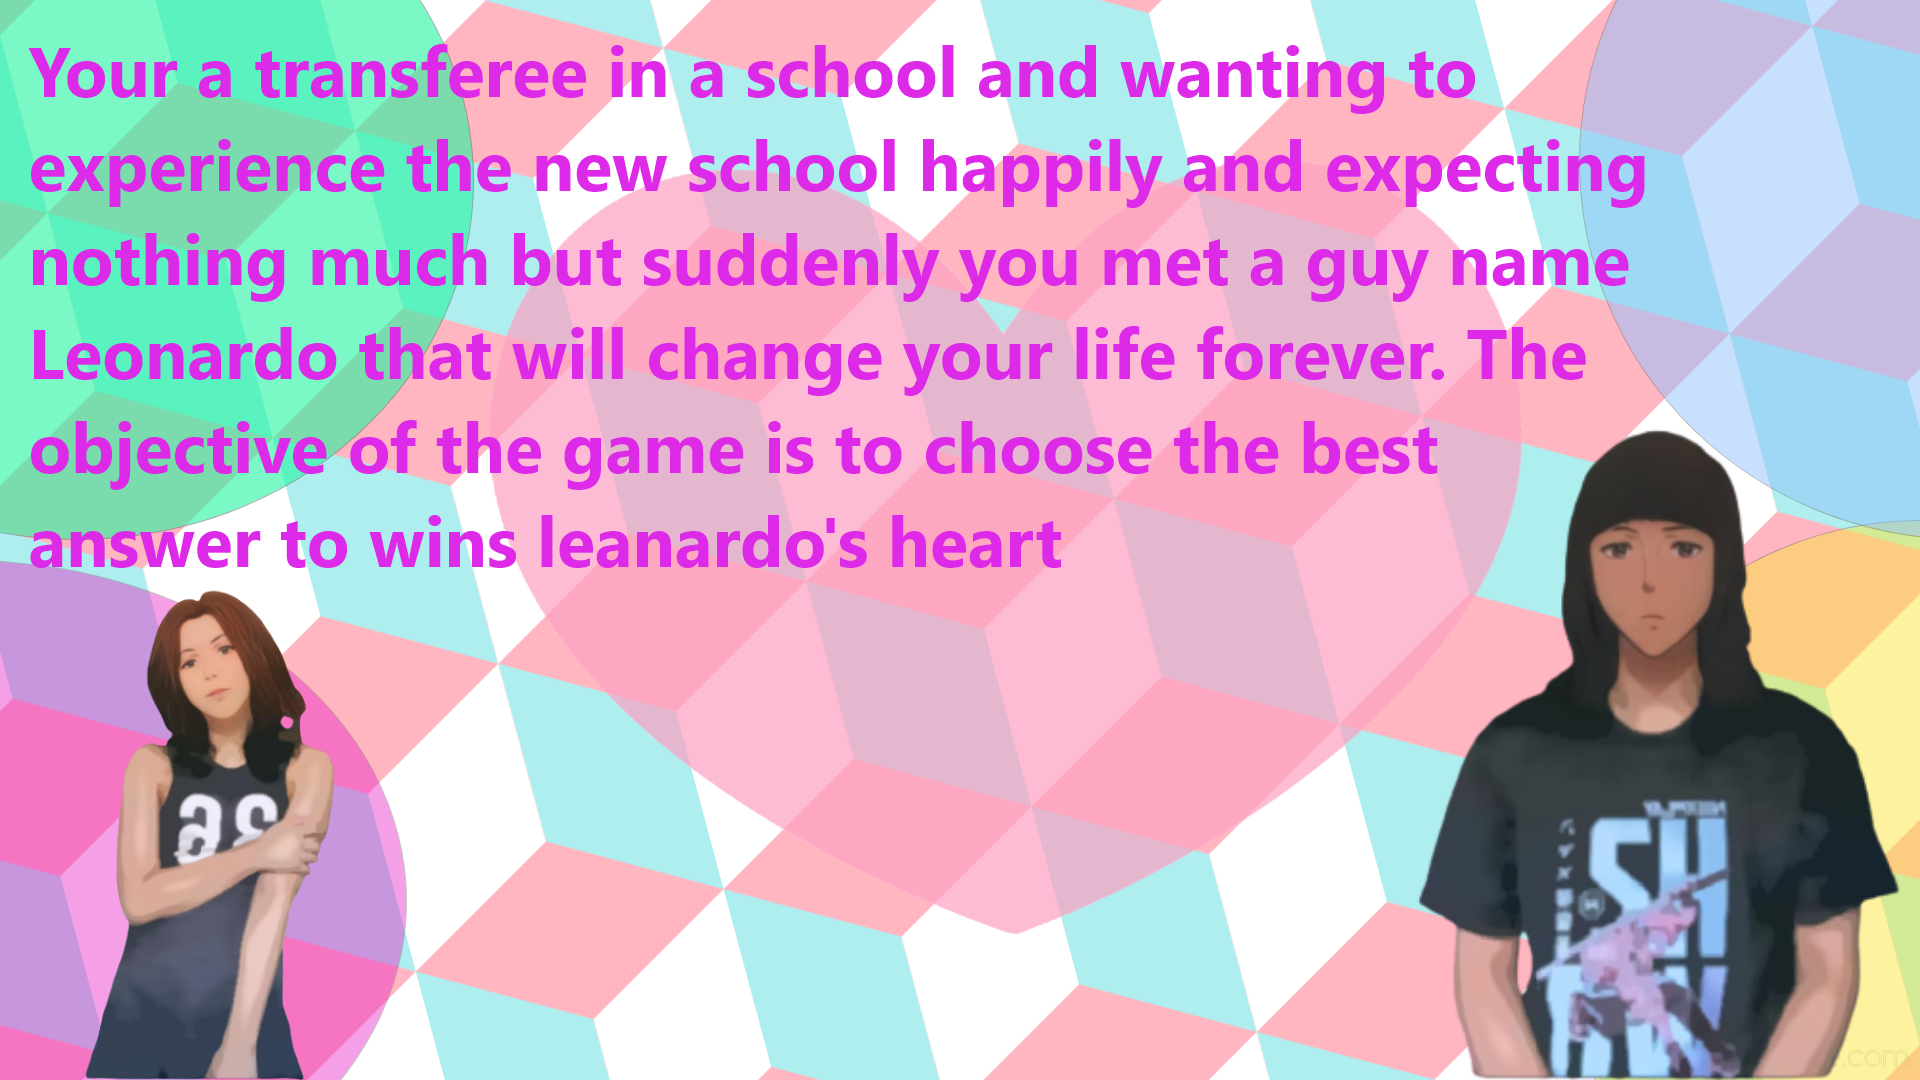 Your a transferee in a school and wanting to
experience the new school happily and expecting
nothing much but suddenly you met a guy name
Leonardo that will change your life forever. The
objective of the game is to choose the best
answer to wins leanardo's heart
SH
.com